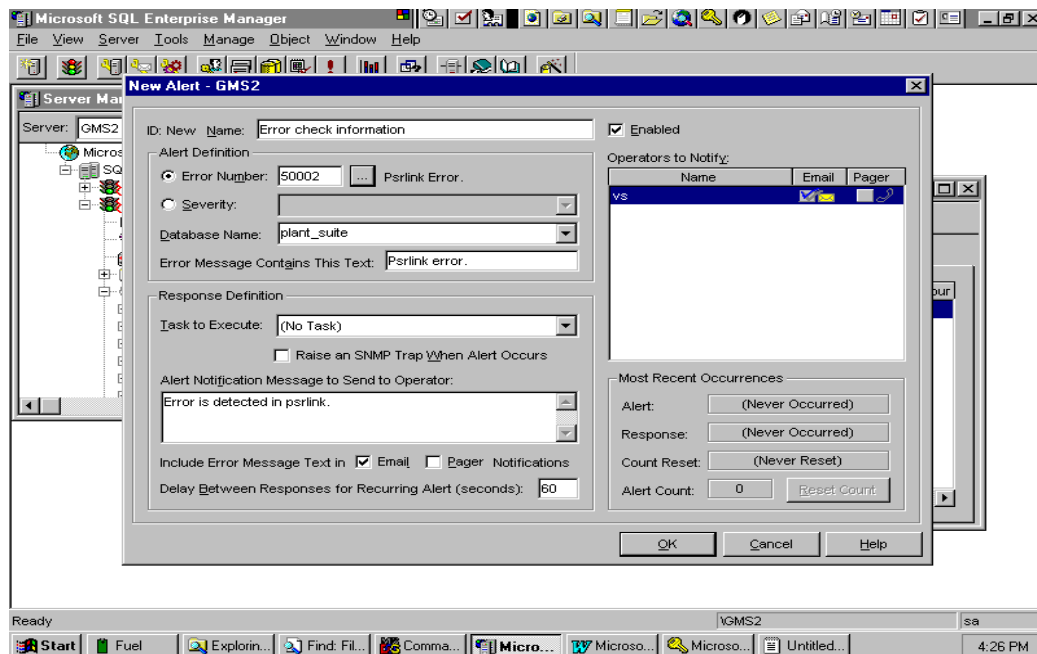 Microsoft SQL Enterprise Manager
File View Server Tools Manage Object Window Help
Server Ma
Server: GMS2
Micros
SQ
New Alert - GMS2
ID: New Name: Error check information
Enabled
Alert Definition
Error Number: 50002 ... Psrlink Error.
Severity:
Database Name: plant_suite
Error Message Contains This Text: Psrlink error.
Operators to Notify:
Name Email Pager
vs
Response Definition
Task to Execute: (No Task)
Raise an SNMP Trap When Alert Occurs
Alert Notification Message to Send to Operator:
Error is detected in psrlink.
Include Error Message Text in Email Pager Notifications
Delay Between Responses for Recurring Alert (seconds): 60
Most Recent Occurrences
Alert: (Never Occurred)
Response: (Never Occurred)
Count Reset: (Never Reset)
Alert Count: 0 Reset Count
OK Cancel Help
our
Ready \GMS2 sa
Start Fuel Explorin... Find: Fil... Comma... Micro... Microso... Microso... Untitled... 4:26 PM